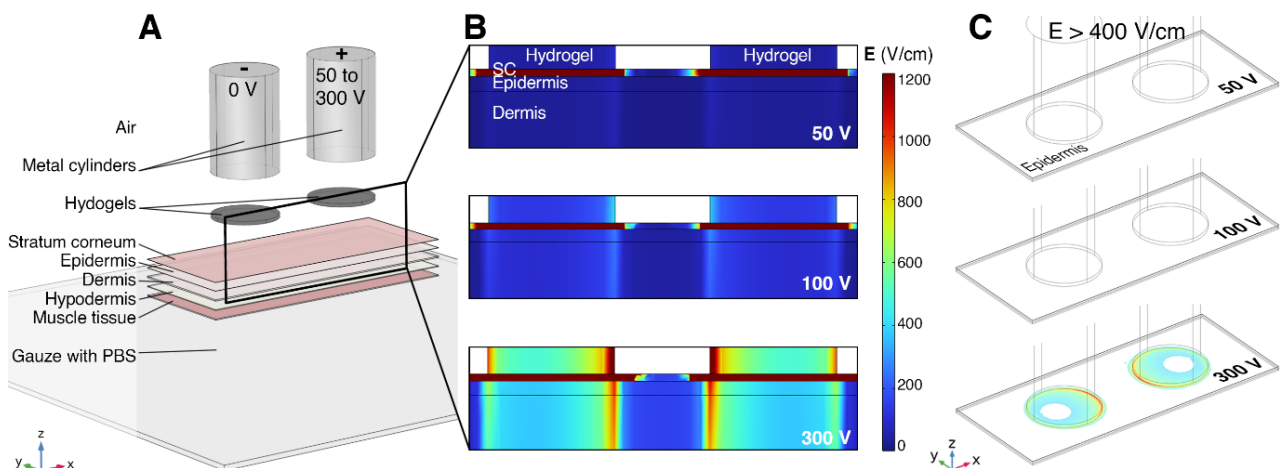 A
-
0 V
+
50 to
300 V
Air
Metal cylinders
Hydogels
Stratum corneum
Epidermis
Dermis
Hypodermis
Muscle tissue
Gauze with PBS
z
y
x
B
Hydrogel
Hydrogel
SC
Epidermis
Dermis
50 V
100 V
300 V
E (V/cm)
1200
1000
800
600
400
200
0
C
E > 400 V/cm
50 V
Epidermis
100 V
300 V
z
y
x